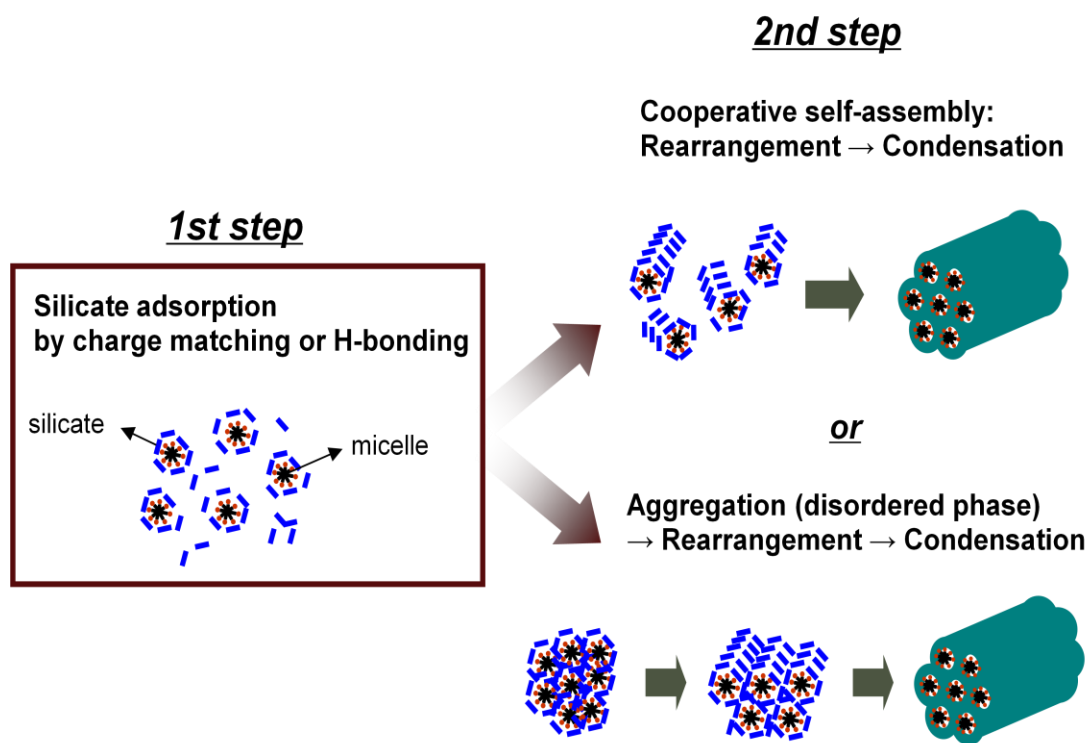 1st step
Silicate adsorption
by charge matching or H-bonding
silicate
micelle
2nd step
Cooperative self-assembly:
Rearrangement → Condensation
or
Aggregation (disordered phase)
→ Rearrangement → Condensation